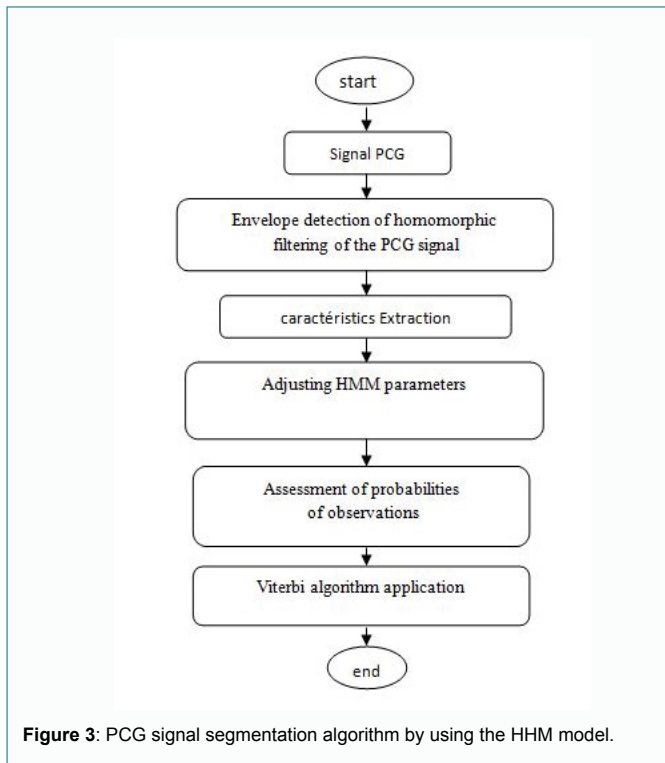 start
Signal PCG
Envelope detection of homomorphic
filtering of the PCG signal
caractéristics Extraction
Adjusting HMM parameters
Assessment of probabilities
of observations
Viterbi algorithm application
end
Figure 3: PCG signal segmentation algorithm by using the HHM model.